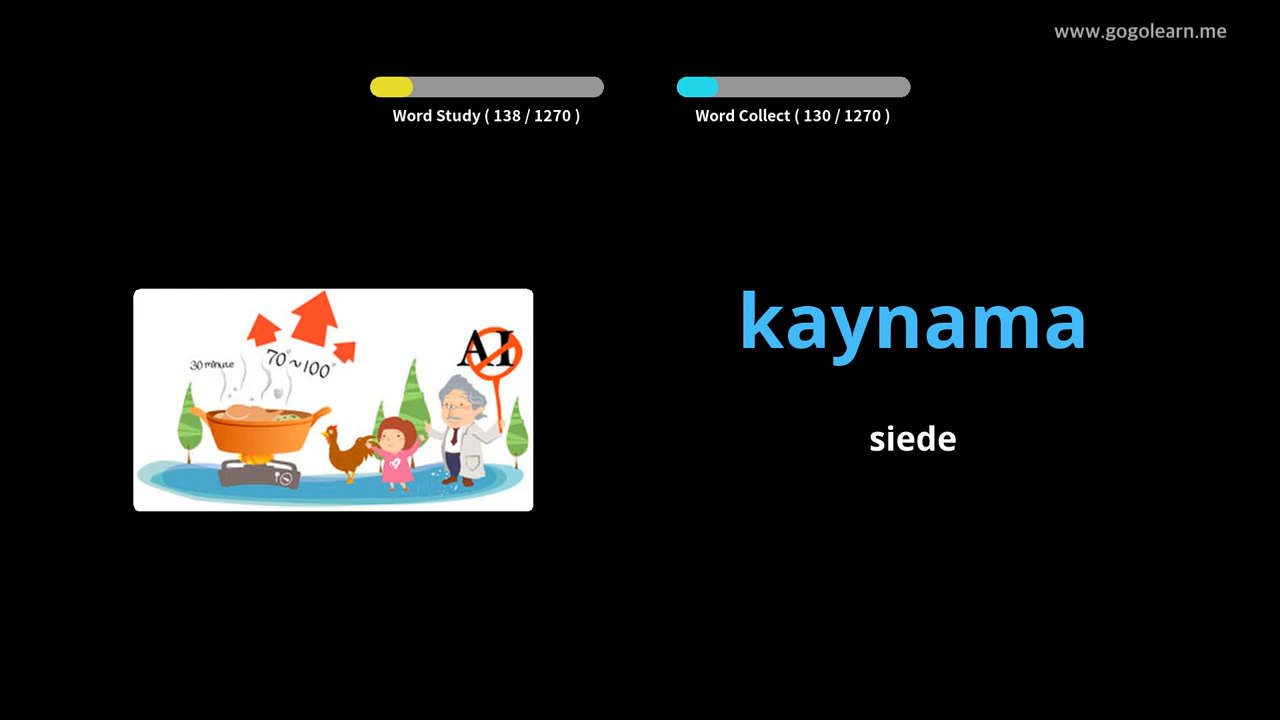 www.gogolearn.me
Word Study ( 138 / 1270 )
Word Collect ( 130 / 1270 )
30 minute
70°~100°
AI
kaynama
siede